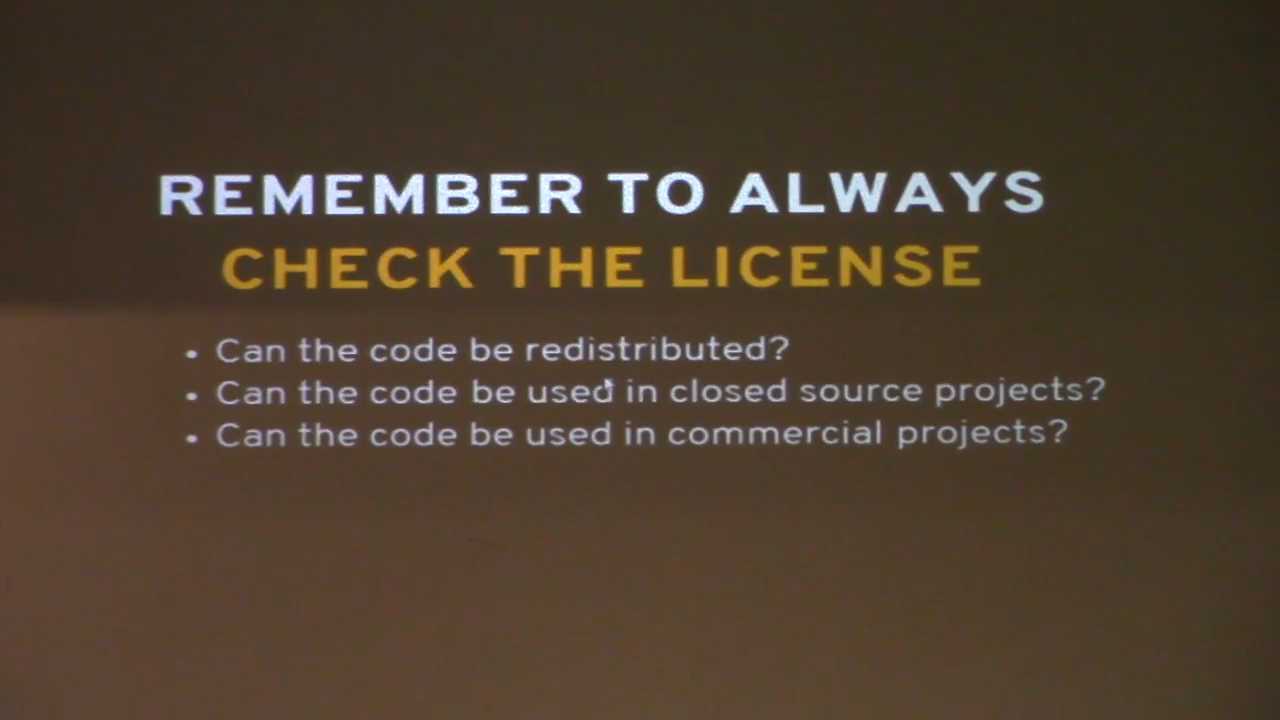 REMEMBER TO ALWAYS
CHECK THE LICENSE
• Can the code be redistributed?
• Can the code be used in closed source projects?
• Can the code be used in commercial projects?